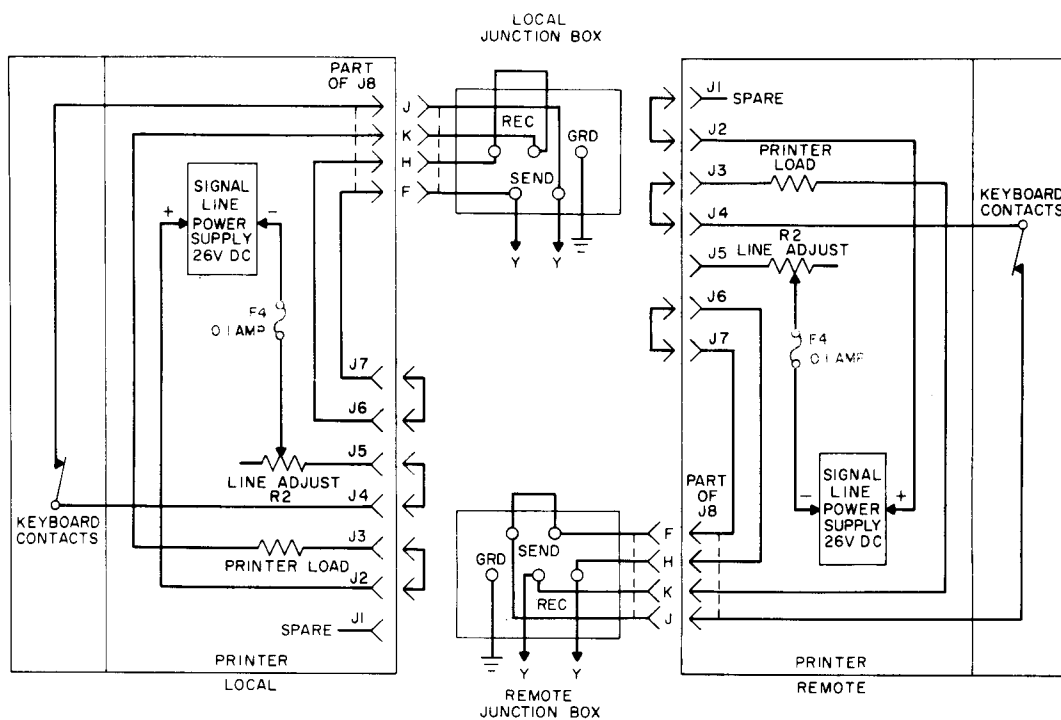 LOCAL
JUNCTION BOX
PART
OF J8
J
K
H
F
REC
GRD
SEND
Y
Y
SIGNAL
LINE
POWER
SUPPLY
26V DC
+
-
F4
0.1 AMP
J7
J6
J5
LINE ADJUST
R2
J4
KEYBOARD
CONTACTS
J3
PRINTER LOAD
J2
J1
SPARE
PRINTER
LOCAL
J1
SPARE
J2
PRINTER
LOAD
J3
J4
KEYBOARD
CONTACTS
R2
LINE ADJUST
J5
J6
F4
0.1 AMP
J7
SIGNAL
LINE
POWER
SUPPLY
26V DC
-
+
PART
OF J8
F
H
K
J
SEND
GRD
REC
Y
Y
REMOTE
JUNCTION BOX
PRINTER
REMOTE